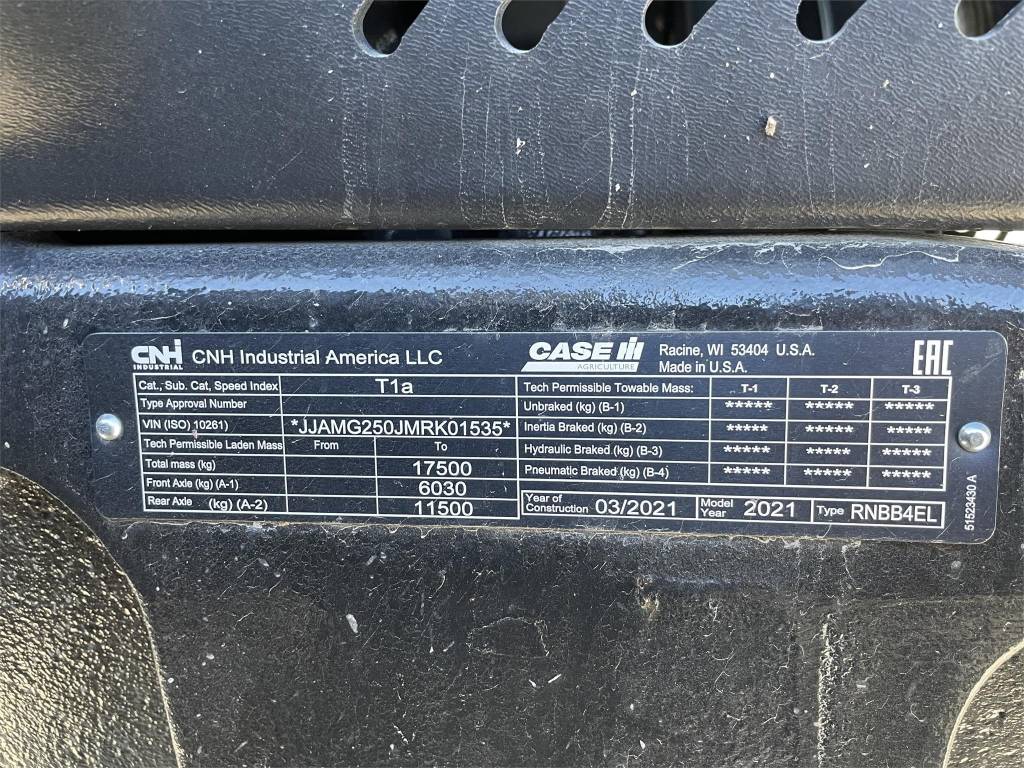 CNH INDUSTRIAL CNH Industrial America LLC
CASE IH AGRICULTURE Racine, WI 53404 U.S.A.
Made in U.S.A.
EAC
Cat., Sub. Cat, Speed Index T1a
Type Approval Number
VIN (ISO 10261) *JJAMG250JMRK01535*
Tech Permissible Laden Mass From To
Total mass (kg) 17500
Front Axle (kg) (A-1) 6030
Rear Axle (kg) (A-2) 11500
Tech Permissible Towable Mass: T-1 T-2 T-3
Unbraked (kg) (B-1) ***** ***** *****
Inertia Braked (kg) (B-2) ***** ***** *****
Hydraulic Braked (kg) (B-3) ***** ***** *****
Pneumatic Braked (kg) (B-4) ***** ***** *****
Year of Construction 03/2021 Model Year 2021 Type RNBB4EL
51523430 A